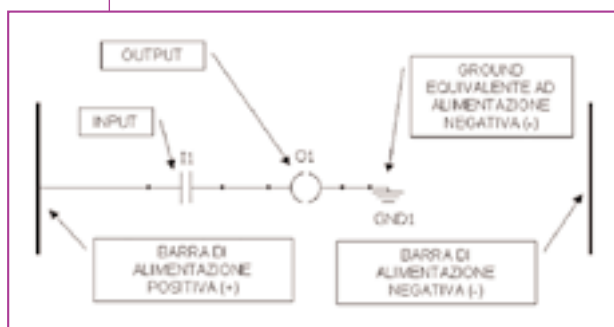 OUTPUT
GROUND
EQUIVALENTE AD
ALIMENTAZIONE
NEGATIVA (-)
INPUT
I1
O1
GND1
BARRA DI
ALIMENTAZIONE
POSITIVA (+)
BARRA DI
ALIMENTAZIONE
NEGATIVA (-)